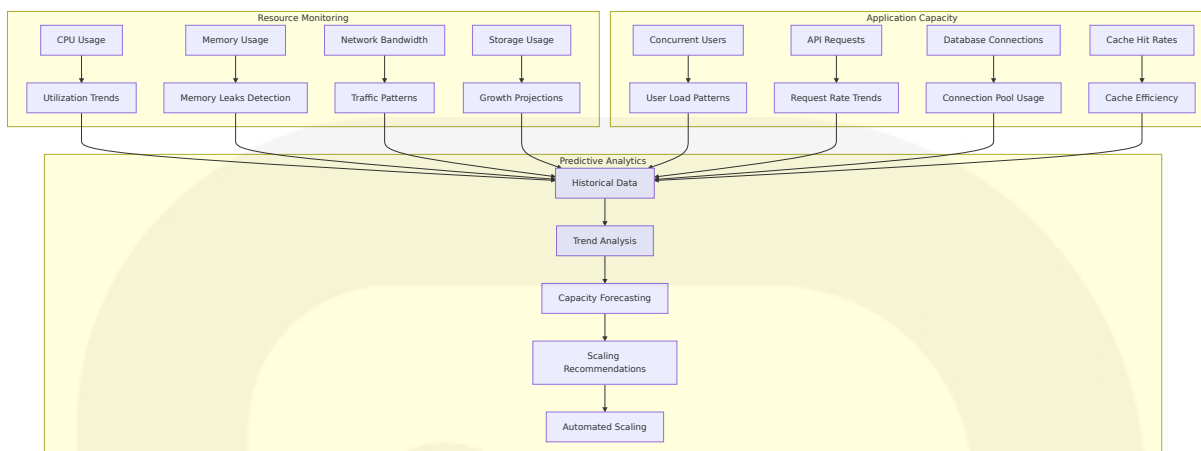 Resource Monitoring
Application Capacity
CPU Usage
Memory Usage
Network Bandwidth
Storage Usage
Concurrent Users
API Requests
Database Connections
Cache Hit Rates
Utilization Trends
Memory Leaks Detection
Traffic Patterns
Growth Projections
User Load Patterns
Request Rate Trends
Connection Pool Usage
Cache Efficiency
Predictive Analytics
Historical Data
Trend Analysis
Capacity Forecasting
Scaling
Recommendations
Automated Scaling